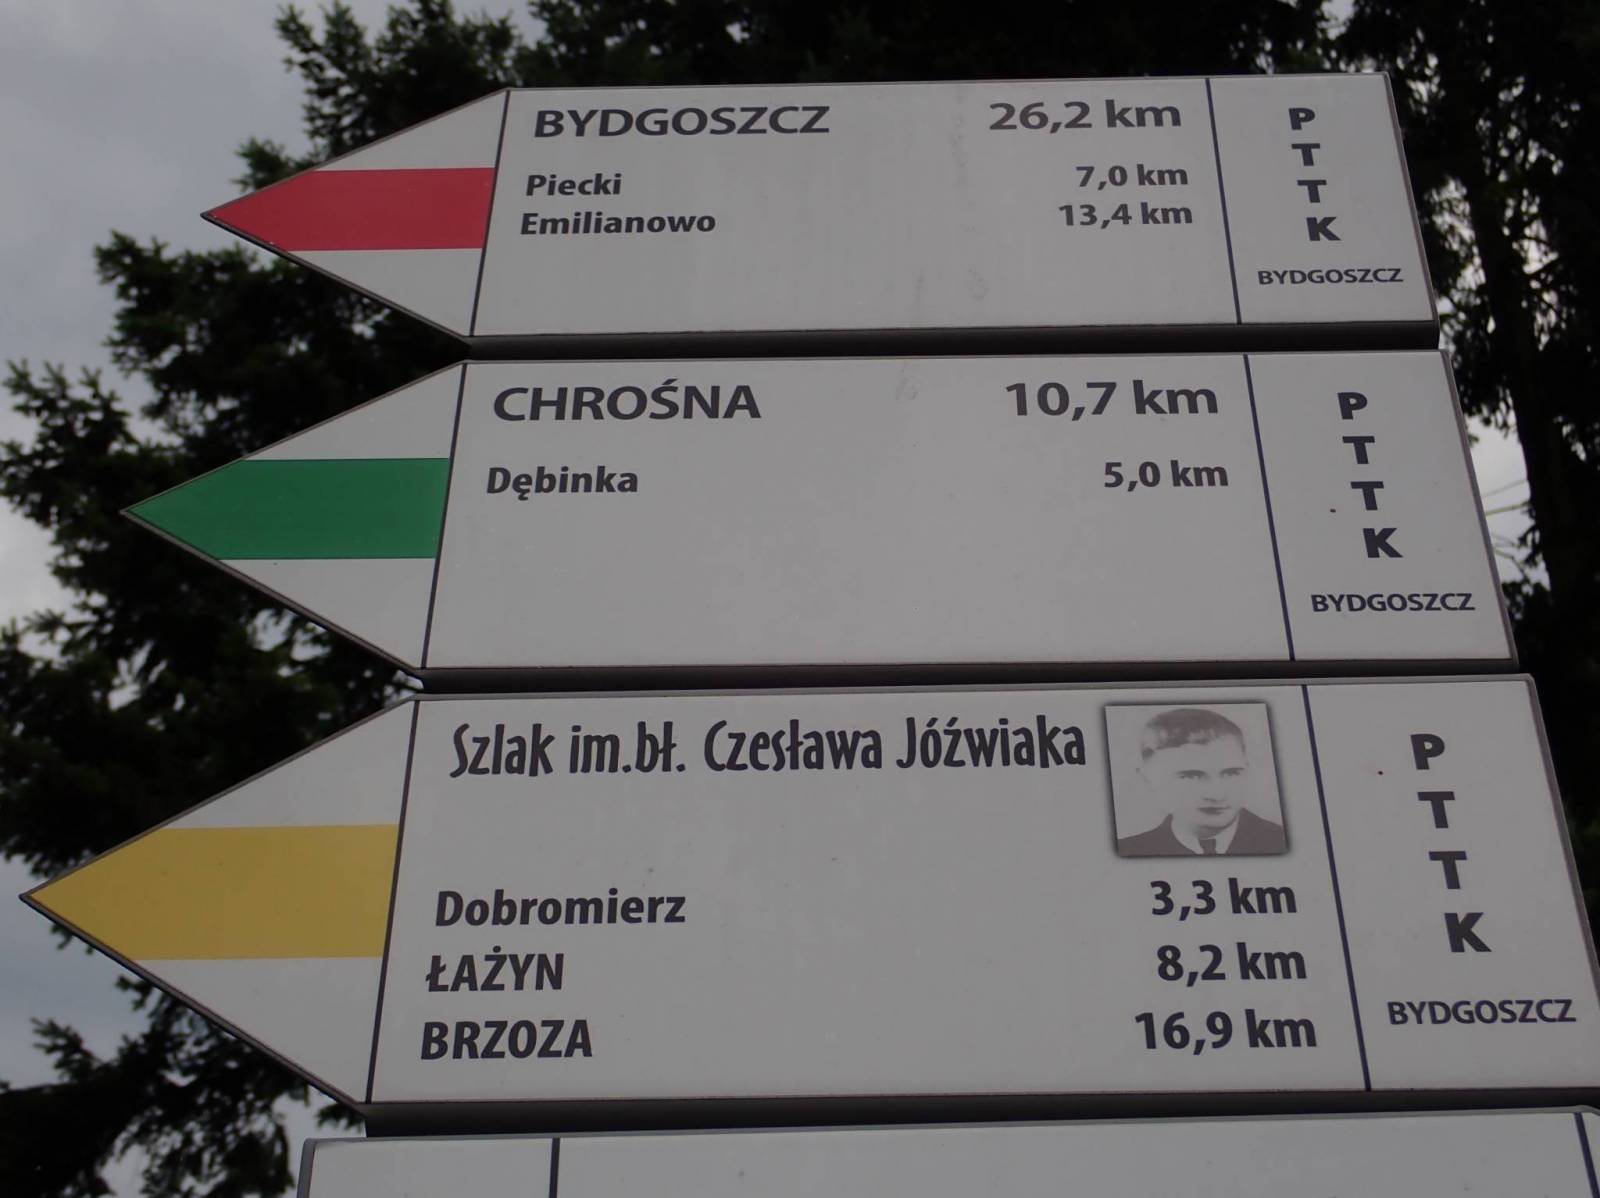 BYDGOSZCZ 26,2 km
Piecki 7,0 km
Emilianowo 13,4 km
P
T
T
K
BYDGOSZCZ
CHROŚNA 10,7 km
Dębinka 5,0 km
P
T
T
K
BYDGOSZCZ
Szlak im.bł. Czesława Jóźwiaka
Dobromierz 3,3 km
ŁAŻYN 8,2 km
BRZOZA 16,9 km
P
T
T
K
BYDGOSZCZ